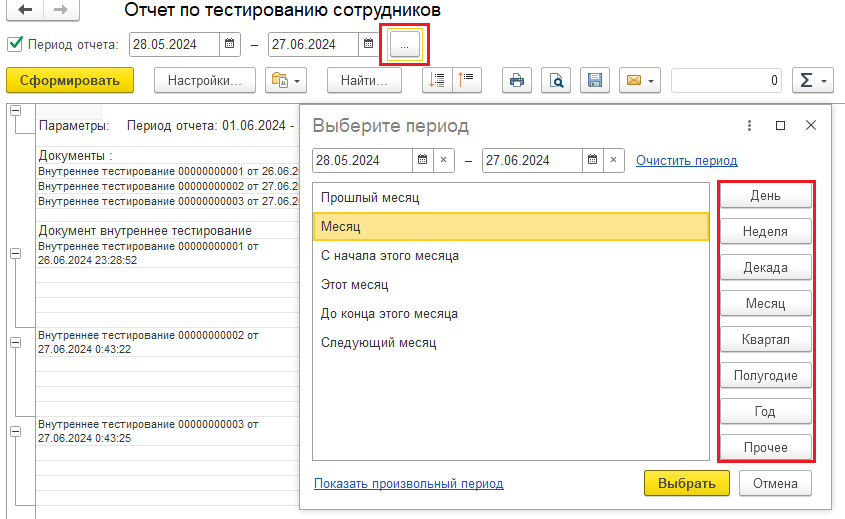 Отчет по тестированию сотрудников
Период отчета: 28.05.2024 – 27.06.2024 ...
Сформировать Настройки... Найти... 0 Σ
Параметры: Период отчета: 01.06.2024 -
Документы :
Внутреннее тестирование 00000000001 от 26.06.20
Внутреннее тестирование 00000000002 от 27.06.20
Внутреннее тестирование 00000000003 от 27.06.20
Документ внутреннее тестирование
Внутреннее тестирование 00000000001 от
26.06.2024 23:28:52
Внутреннее тестирование 00000000002 от
27.06.2024 0:43:22
Внутреннее тестирование 00000000003 от
27.06.2024 0:43:25
Выберите период
28.05.2024 – 27.06.2024 Очистить период
Прошлый месяц
Месяц
С начала этого месяца
Этот месяц
До конца этого месяца
Следующий месяц
День
Неделя
Декада
Месяц
Квартал
Полугодие
Год
Прочее
Показать произвольный период Выбрать Отмена